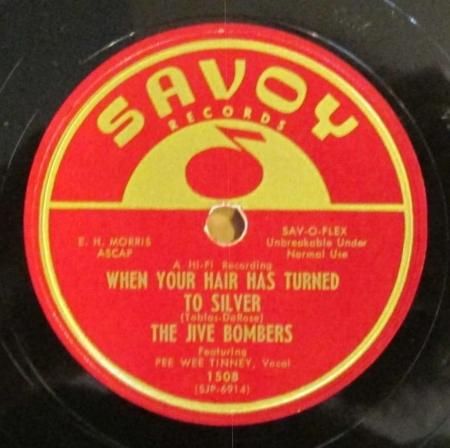 SAVOY
RECORDS
E. H. MORRIS
ASCAP
SAV-O-FLEX
Unbreakable Under
Normal Use
A Hi-Fi Recording
WHEN YOUR HAIR HAS TURNED
TO SILVER
(Tobias-DeRose)
THE JIVE BOMBERS
Featuring
PEE WEE TINNEY, Vocal
1508
(SJP-6914)